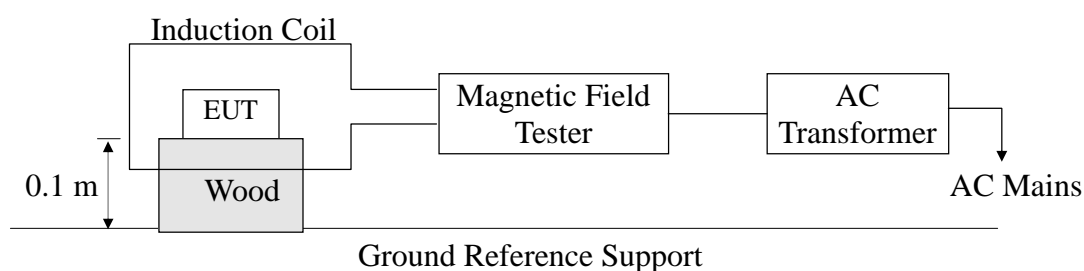 Induction Coil
EUT
Magnetic Field
Tester
AC
Transformer
0.1 m
Wood
AC Mains
Ground Reference Support